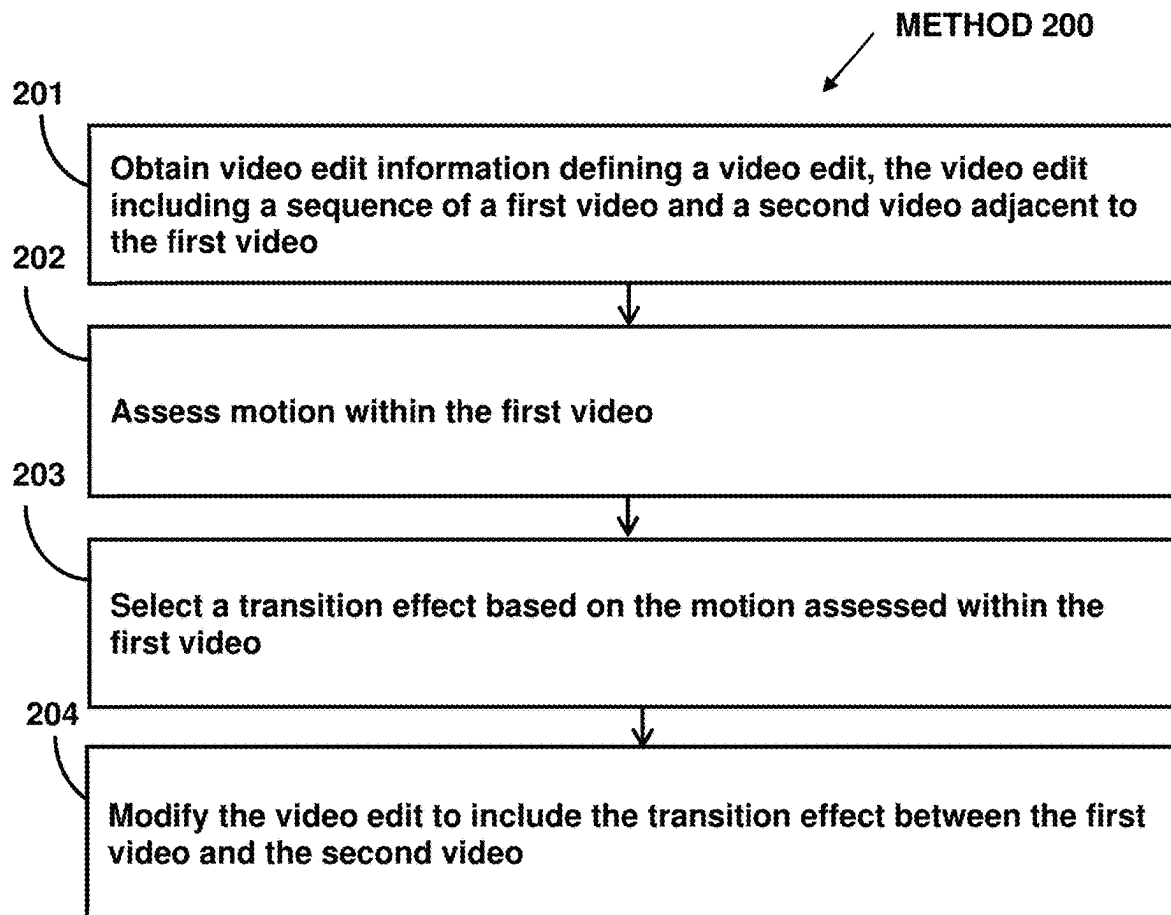 METHOD 200
201
Obtain video edit information defining a video edit, the video edit
including a sequence of a first video and a second video adjacent to
the first video
202
Assess motion within the first video
203
Select a transition effect based on the motion assessed within the
first video
204
Modify the video edit to include the transition effect between the first
video and the second video